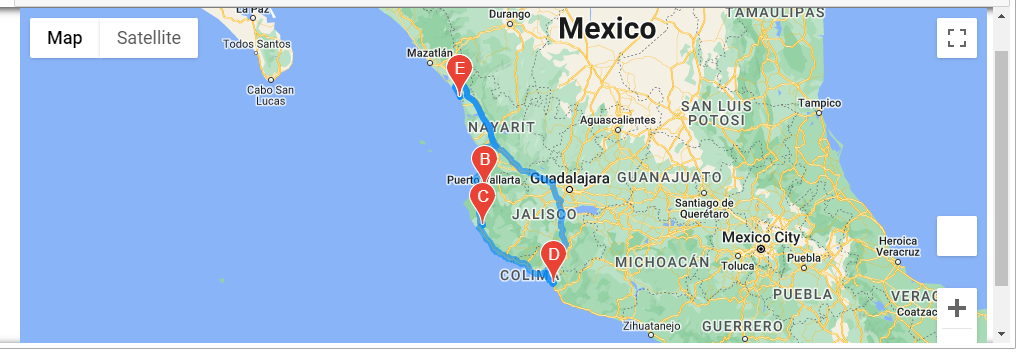 La Paz
Durango
TAMAULIPAS
Mexico
Map
Satellite
Todos Santos
Mazatlán
E
Cabo San
Lucas
SAN LUIS
POTOSI
Tampico
NAYARIT
Aguascalientes
B
Puerto Vallarta
Guadalajara
GUANAJUATO
C
Santiago de
Querétaro
JALISCO
Mexico City
Heroica
Veracruz
D
MICHOACÁN
Toluca
Puebla
COLIMA
PUEBLA
VERAC
Coatzac
Zihuatanejo
GUERRERO